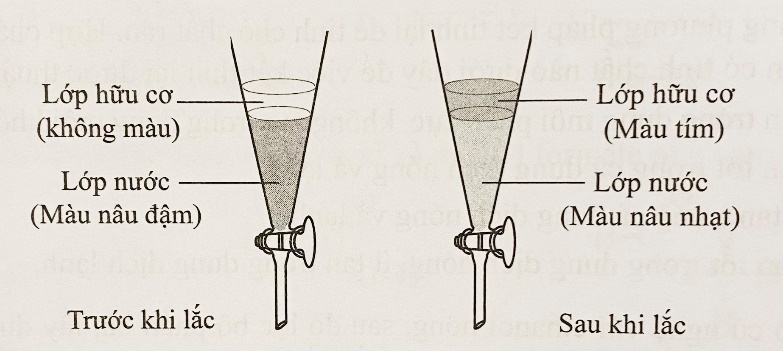 Lớp hữu cơ
(không màu)
Lớp nước
(Màu nâu đậm)
Trước khi lắc
Lớp hữu cơ
(Màu tím)
Lớp nước
(Màu nâu nhạt)
Sau khi lắc